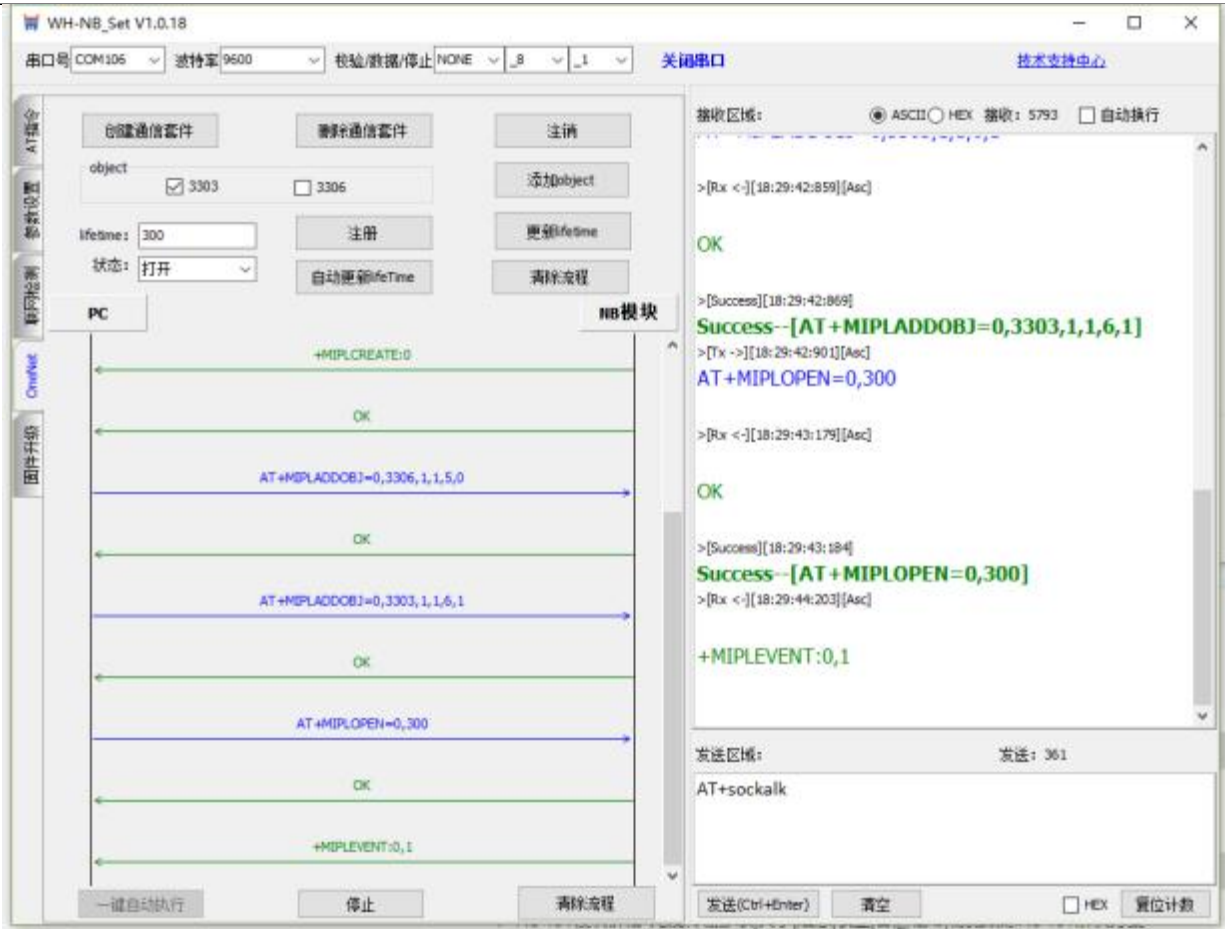 WH-NB_Set V1.0.18
串口号 COM106 波特率 9600 校验/数据/停止 NONE _8 _1 关闭串口 技术支持中心
AT指令
参数设置
联网检测
OneNet
固件升级
创建通信套件 删除通信套件 注销
object
3303 3306 添加object
lifetime: 300 注册 更新lifetime
状态: 打开 自动更新lifeTime 清除流程
PC NB模块
+MIPLCREATE:0
OK
AT+MIPLADDOBJ=0,3306,1,1,5,0
OK
AT+MIPLADDOBJ=0,3303,1,1,6,1
OK
AT+MIPLOPEN=0,300
OK
+MIPLEVENT:0,1
一键自动执行 停止 清除流程
接收区域: ASCII HEX 接收: 5793 自动换行
>[Rx <-][18:29:42:859][Asc]
OK
>[Success][18:29:42:869]
Success--[AT+MIPLADDOBJ=0,3303,1,1,6,1]
>[Tx ->][18:29:42:901][Asc]
AT+MIPLOPEN=0,300
>[Rx <-][18:29:43:179][Asc]
OK
>[Success][18:29:43:184]
Success--[AT+MIPLOPEN=0,300]
>[Rx <-][18:29:44:203][Asc]
+MIPLEVENT:0,1
发送区域: 发送: 361
AT+sockalk
发送(Ctrl+Enter) 清空 HEX 复位计数